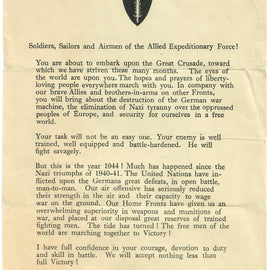 Soldiers, Sailors and Airmen of the Allied Expeditionary Force!
You are about to embark upon the Great Crusade, toward
which we have striven these many months. The eyes of
the world are upon you. The hopes and prayers of liberty-
loving people everywhere march with you. In company with
our brave Allies and brothers-in-arms on other Fronts,
you will bring about the destruction of the German war
machine, the elimination of Nazi tyranny over the oppressed
peoples of Europe, and security for ourselves in a free
world.
Your task will not be an easy one. Your enemy is well
trained, well equipped and battle-hardened. He will
fight savagely.
But this is the year 1944! Much has happened since the
Nazi triumphs of 1940-41. The United Nations have in-
flicted upon the Germans great defeats, in open battle,
man-to-man. Our air offensive has seriously reduced
their strength in the air and their capacity to wage
war on the ground. Our Home Fronts have given us an
overwhelming superiority in weapons and munitions of
war, and placed at our disposal great reserves of trained
fighting men. The tide has turned! The free men of the
world are marching together to Victory!
I have full confidence in your courage, devotion to duty
and skill in battle. We will accept nothing less than
full Victory!